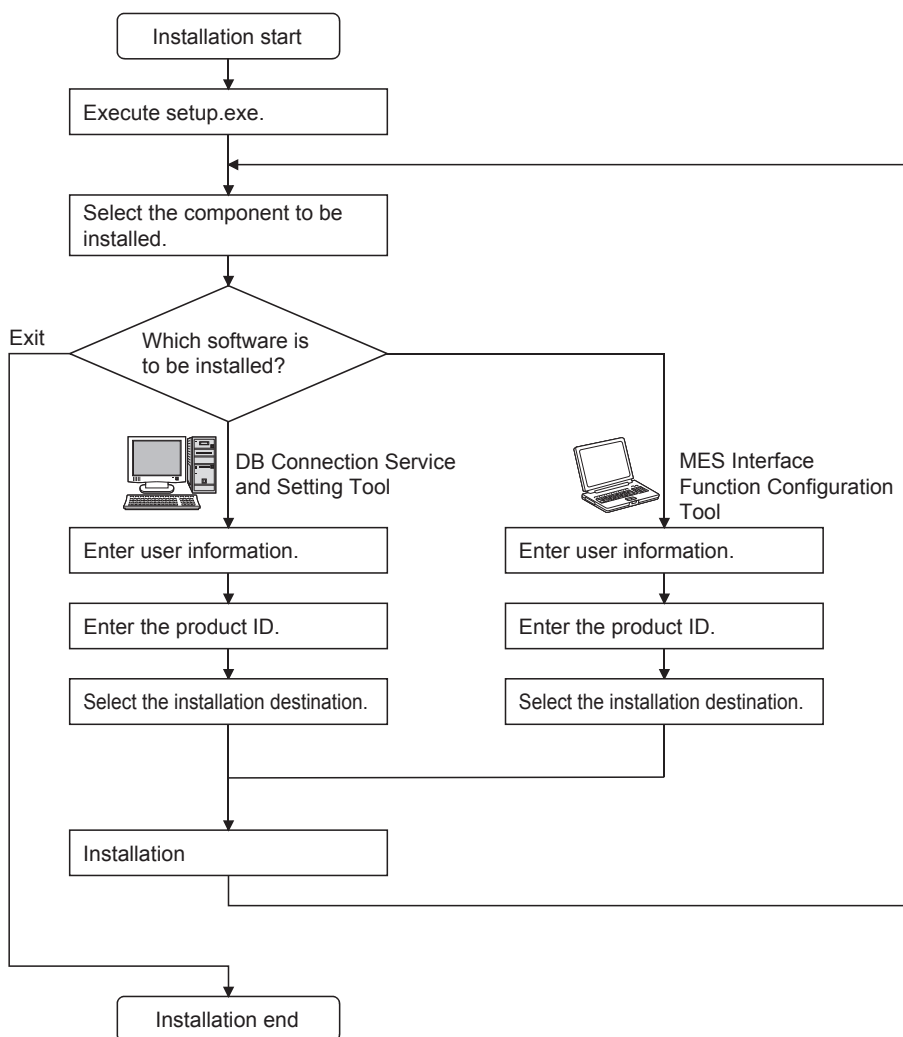 Installation start
Execute setup.exe.
Select the component to be
installed.
Exit
Which software is
to be installed?
DB Connection Service
and Setting Tool
MES Interface
Function Configuration
Tool
Enter user information.
Enter user information.
Enter the product ID.
Enter the product ID.
Select the installation destination.
Select the installation destination.
Installation
Installation end